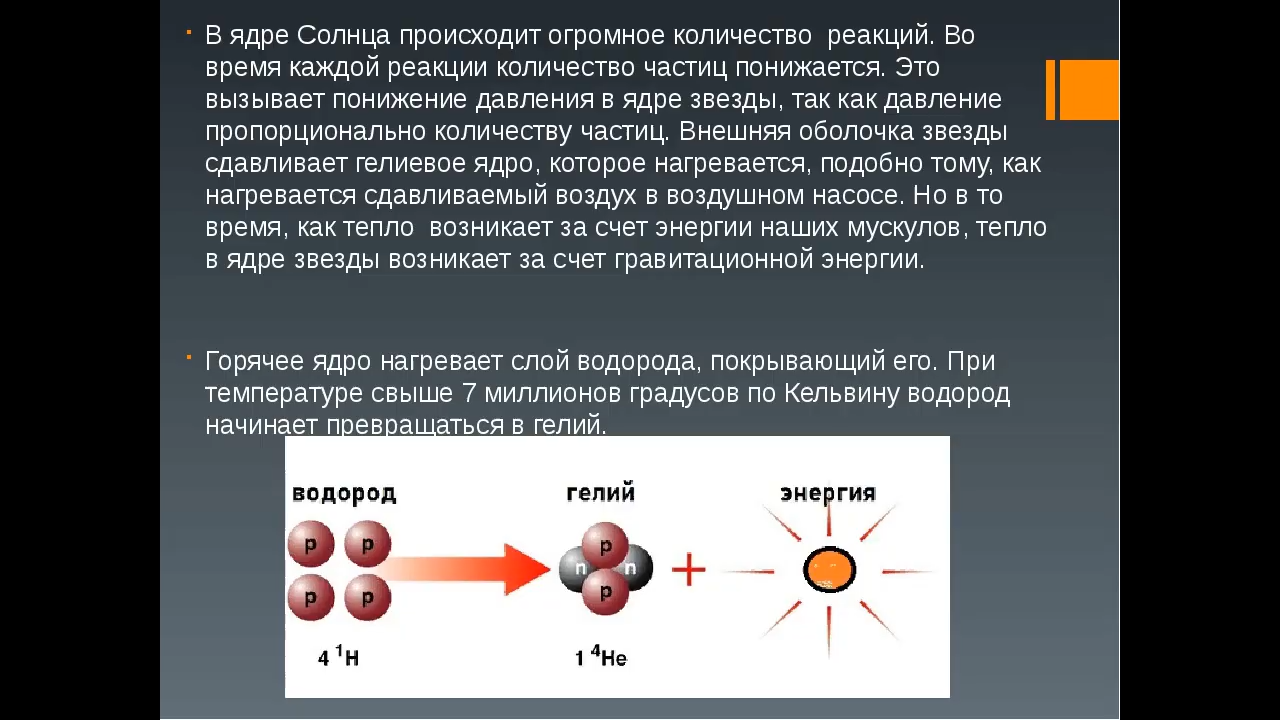 В ядре Солнца происходит огромное количество  реакций. Во
время каждой реакции количество частиц понижается. Это
вызывает понижение давления в ядре звезды, так как давление
пропорционально количеству частиц. Внешняя оболочка звезды
сдавливает гелиевое ядро, которое нагревается, подобно тому, как
нагревается сдавливаемый воздух в воздушном насосе. Но в то
время, как тепло  возникает за счет энергии наших мускулов, тепло
в ядре звезды возникает за счет гравитационной энергии.
Горячее ядро нагревает слой водорода, покрывающий его. При
температуре свыше 7 миллионов градусов по Кельвину водород
начинает превращаться в гелий.
водород гелий энергия
p p p
n n
+
p p p
4 ¹H 1 ⁴He